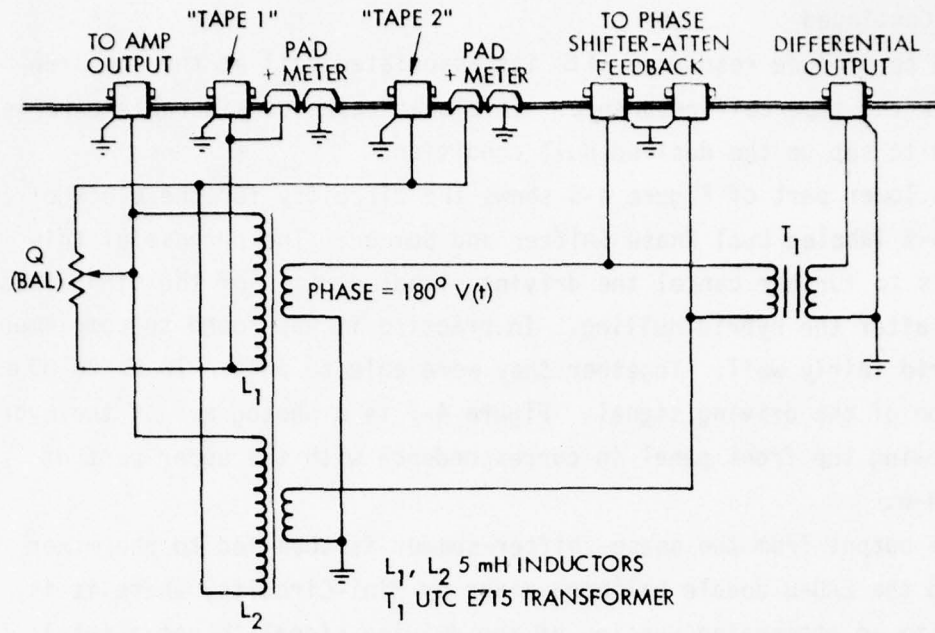 "TAPE 1"
"TAPE 2"
TO AMP OUTPUT
PAD + METER
PAD + METER
TO PHASE SHIFTER-ATTEN FEEDBACK
DIFFERENTIAL OUTPUT
Q (BAL)
PHASE = 180° V(t)
T1
L1
L2
L1, L2 5 mH INDUCTORS
T1 UTC E715 TRANSFORMER